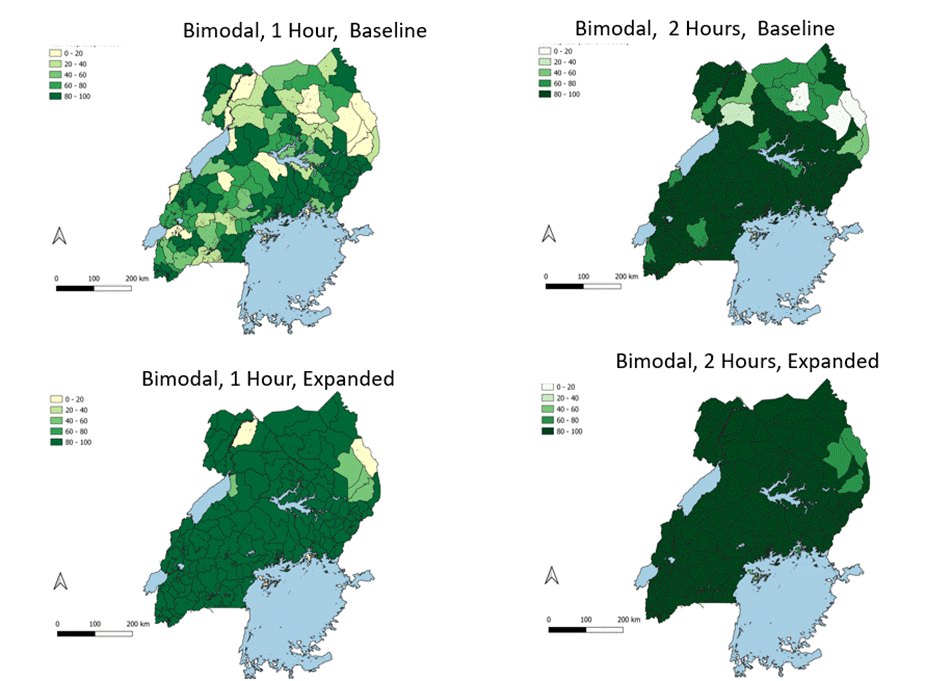 Bimodal, 1 Hour, Baseline
0 - 20
20 - 40
40 - 60
60 - 80
80 - 100
0 100 200 km
Bimodal, 2 Hours, Baseline
0 - 20
20 - 40
40 - 60
60 - 80
80 - 100
0 100 200 km
Bimodal, 1 Hour, Expanded
0 - 20
20 - 40
40 - 60
60 - 80
80 - 100
0 100 200 km
Bimodal, 2 Hours, Expanded
0 - 20
20 - 40
40 - 60
60 - 80
80 - 100
0 100 200 km